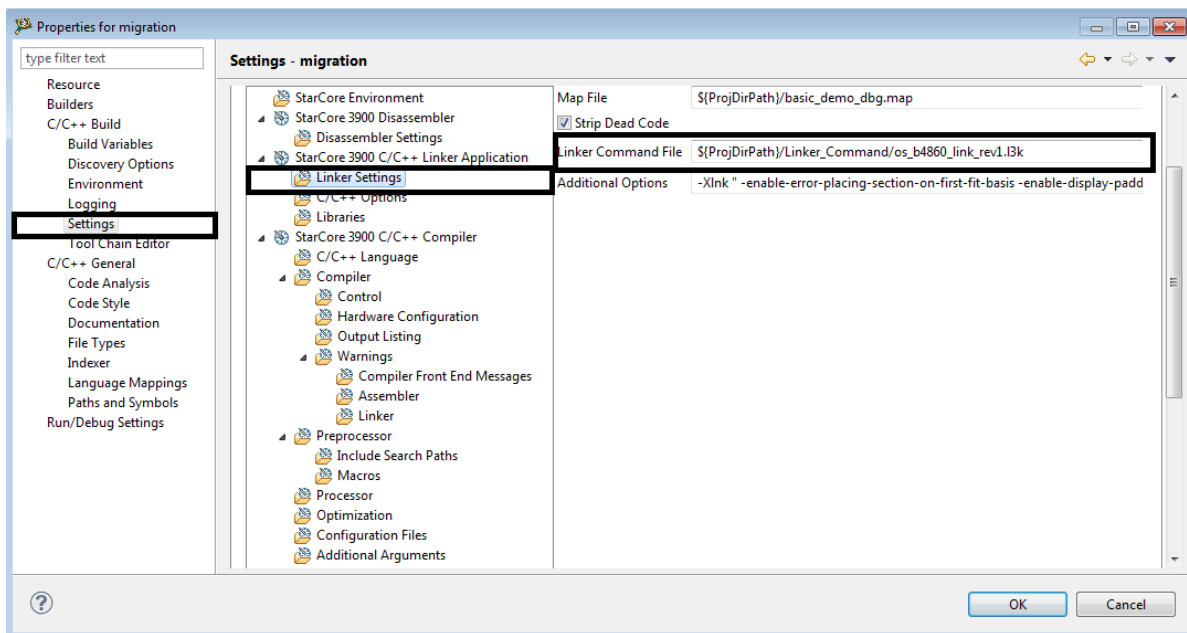 Properties for migration
type filter text
Resource
Builders
C/C++ Build
Build Variables
Discovery Options
Environment
Logging
Settings
Tool Chain Editor
C/C++ General
Code Analysis
Code Style
Documentation
File Types
Indexer
Language Mappings
Paths and Symbols
Run/Debug Settings
Settings - migration
StarCore Environment
StarCore 3900 Disassembler
Disassembler Settings
StarCore 3900 C/C++ Linker Application
Linker Settings
C/C++ Options
Libraries
StarCore 3900 C/C++ Compiler
C/C++ Language
Compiler
Control
Hardware Configuration
Output Listing
Warnings
Compiler Front End Messages
Assembler
Linker
Preprocessor
Include Search Paths
Macros
Processor
Optimization
Configuration Files
Additional Arguments
Map File ${ProjDirPath}/basic_demo_dbg.map
Strip Dead Code
Linker Command File ${ProjDirPath}/Linker_Command/os_b4860_link_rev1.l3k
Additional Options -Xlnk " -enable-error-placing-section-on-first-fit-basis -enable-display-padd
?
OK Cancel